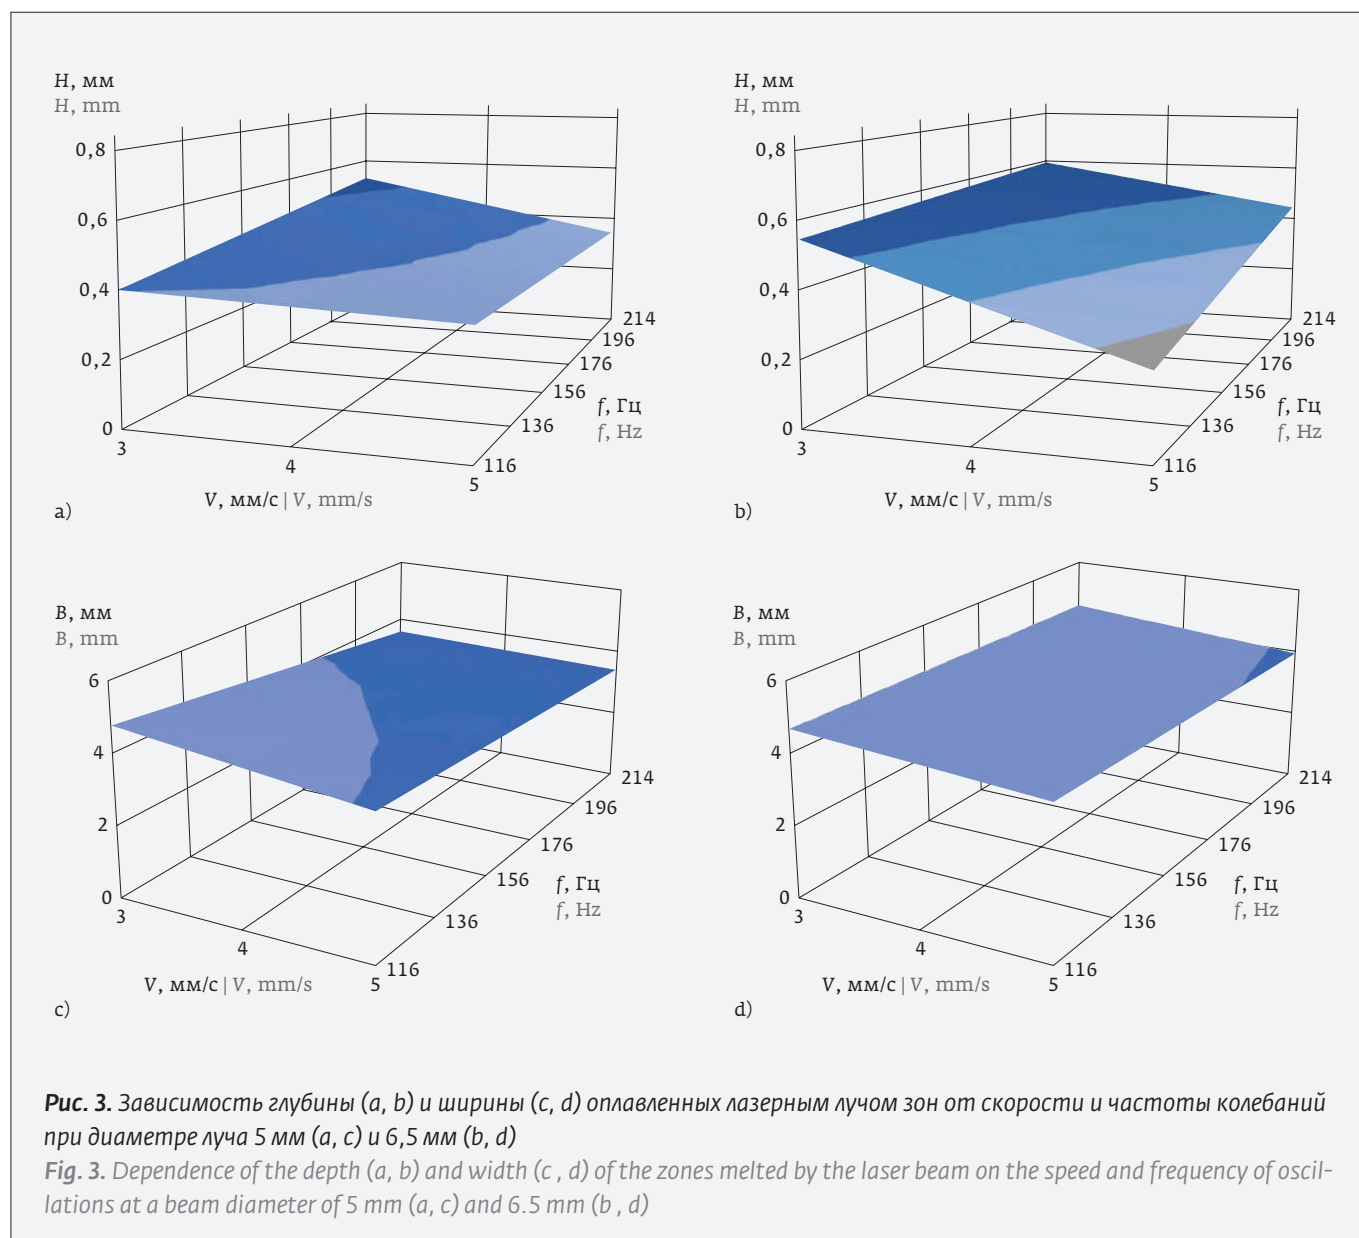 H, мм
H, mm
0,8
0,6
0,4
0,2
0
3
4
5
116
136
156
176
196
214
f, Гц
f, Hz
V, мм/с | V, mm/s
a)
H, мм
H, mm
0,8
0,6
0,4
0,2
0
3
4
5
116
136
156
176
196
214
f, Гц
f, Hz
V, мм/с | V, mm/s
b)
B, мм
B, mm
6
4
2
0
3
4
5
116
136
156
176
196
214
f, Гц
f, Hz
V, мм/с | V, mm/s
c)
B, мм
B, mm
6
4
2
0
3
4
5
116
136
156
176
196
214
f, Гц
f, Hz
V, мм/с | V, mm/s
d)
Рис. 3. Зависимость глубины (a, b) и ширины (c, d) оплавленных лазерным лучом зон от скорости и частоты колебаний
при диаметре луча 5 мм (a, c) и 6,5 мм (b, d)
Fig. 3. Dependence of the depth (a, b) and width (c , d) of the zones melted by the laser beam on the speed and frequency of oscil-
lations at a beam diameter of 5 mm (a, c) and 6.5 mm (b , d)